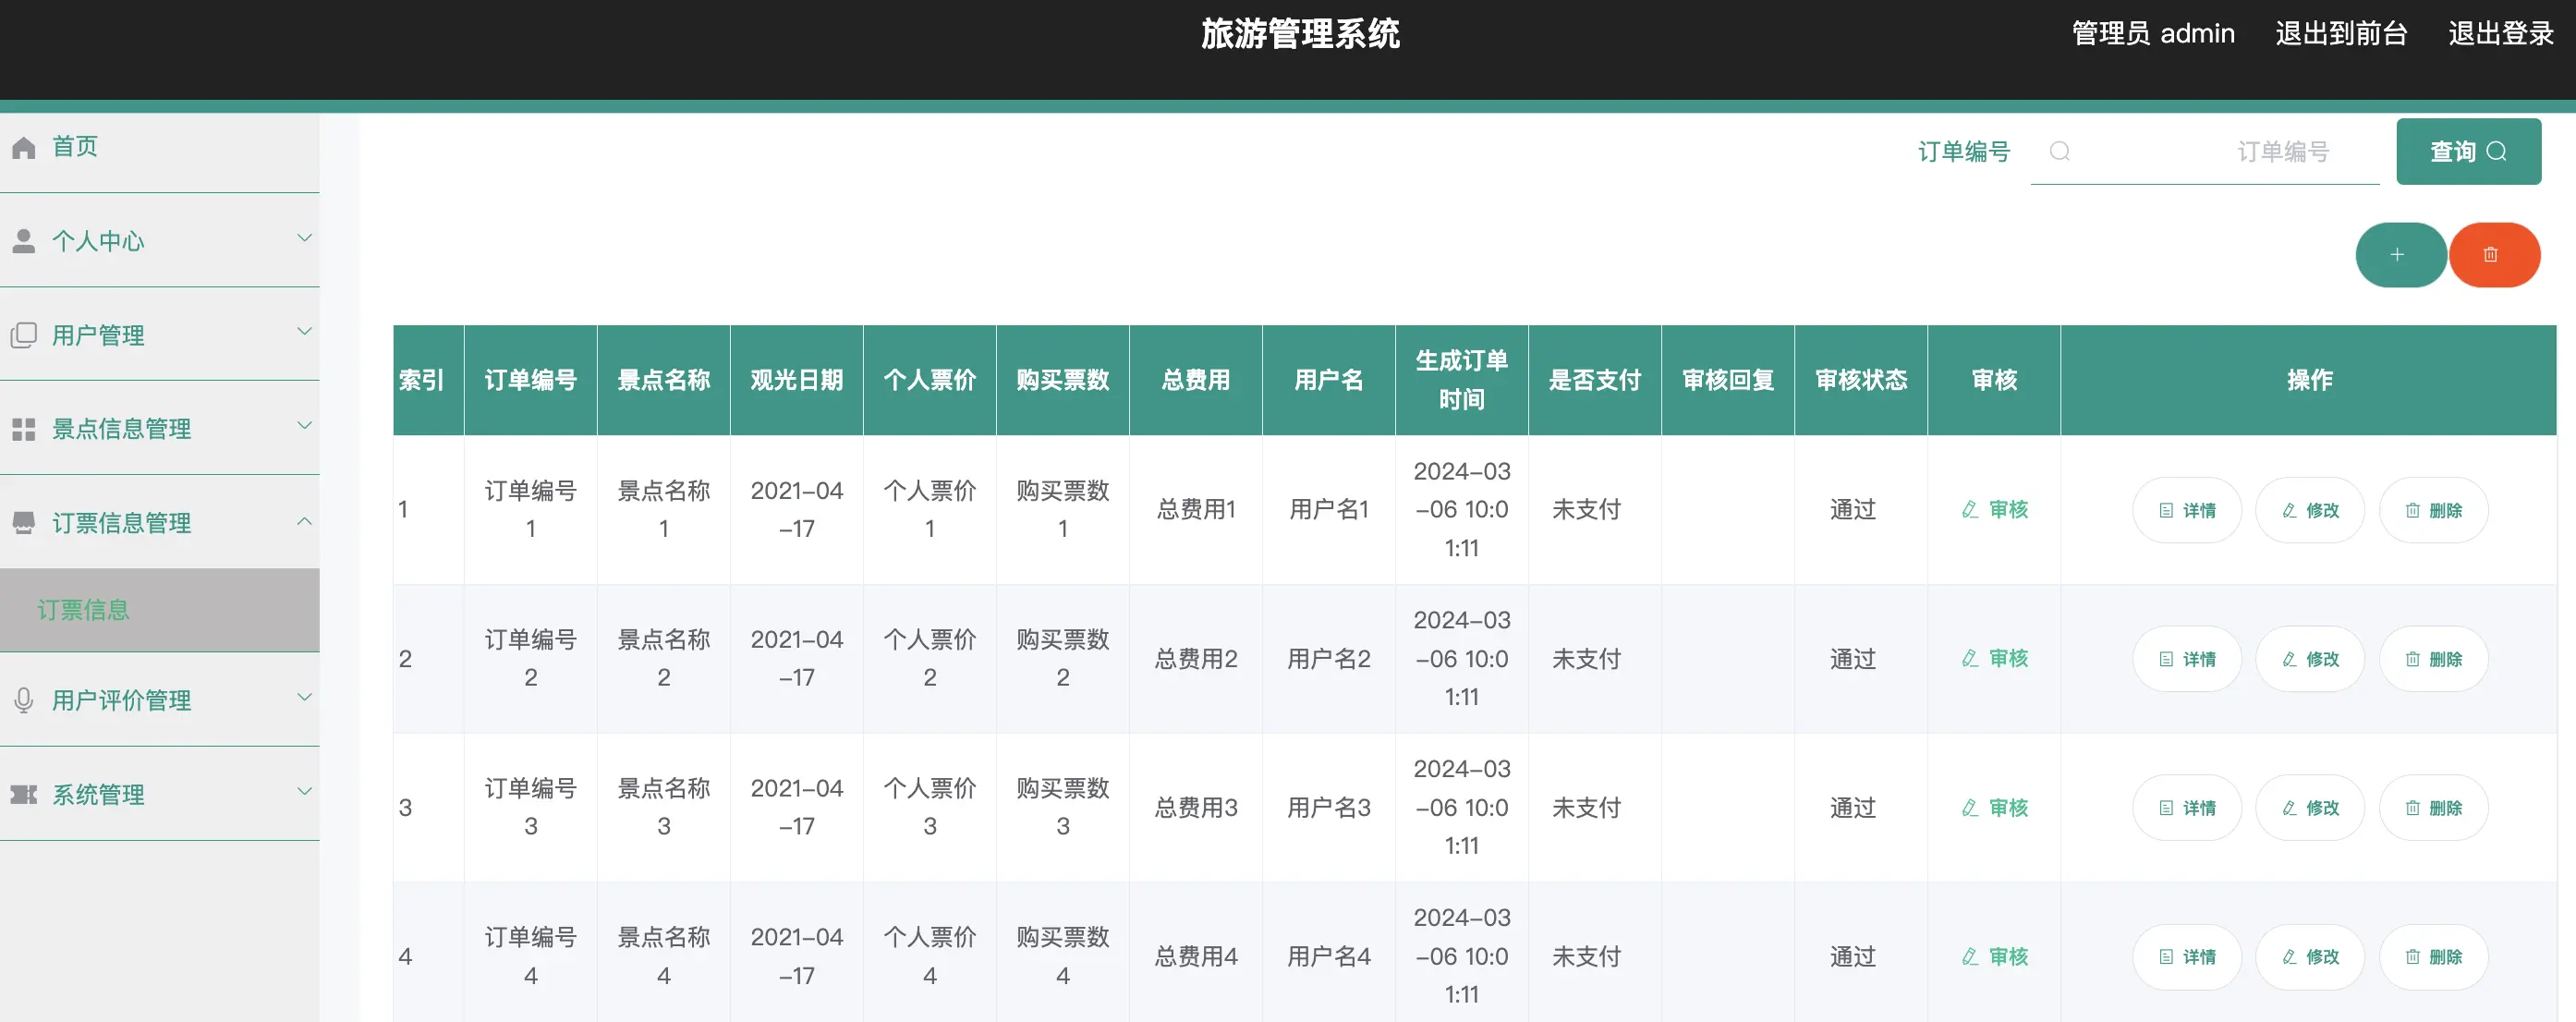 旅游管理系统
管理员 admin 退出到前台 退出登录
首页
个人中心
用户管理
景点信息管理
订票信息管理
订票信息
用户评价管理
系统管理
订单编号 订单编号 查询
索引 订单编号 景点名称 观光日期 个人票价 购买票数 总费用 用户名 生成订单 是否支付 审核回复 审核状态 审核 操作
时间
2024-03
订单编号 景点名称 2021-04 个人票价 购买票数
1 总费用1 用户名1 -06 10:0 未支付 通过 审核 详情 修改 删除
1 1 -17 1 1
1:11
2024-03
订单编号 景点名称 2021-04 个人票价 购买票数
2 总费用2 用户名2 -06 10:0 未支付 通过 审核 详情 修改 删除
2 2 -17 2 2
1:11
2024-03
订单编号 景点名称 2021-04 个人票价 购买票数
3 总费用3 用户名3 -06 10:0 未支付 通过 审核 详情 修改 删除
3 3 -17 3 3
1:11
2024-03
订单编号 景点名称 2021-04 个人票价 购买票数
4 总费用4 用户名4 -06 10:0 未支付 通过 审核 详情 修改 删除
4 4 -17 4 4
1:11